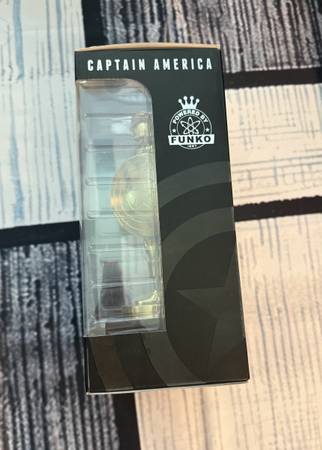 CAPTAIN AMERICA
POWERED BY
FUNKO